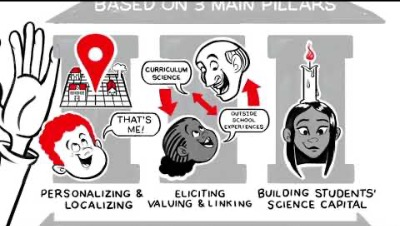 BASED ON 3 MAIN PILLARS
CURRICULUM
SCIENCE
THAT'S
ME!
OUTSIDE
SCHOOL
EXPERIENCES
PERSONALIZING &
LOCALIZING
ELICITING
VALUING & LINKING
BUILDING STUDENTS'
SCIENCE CAPITAL